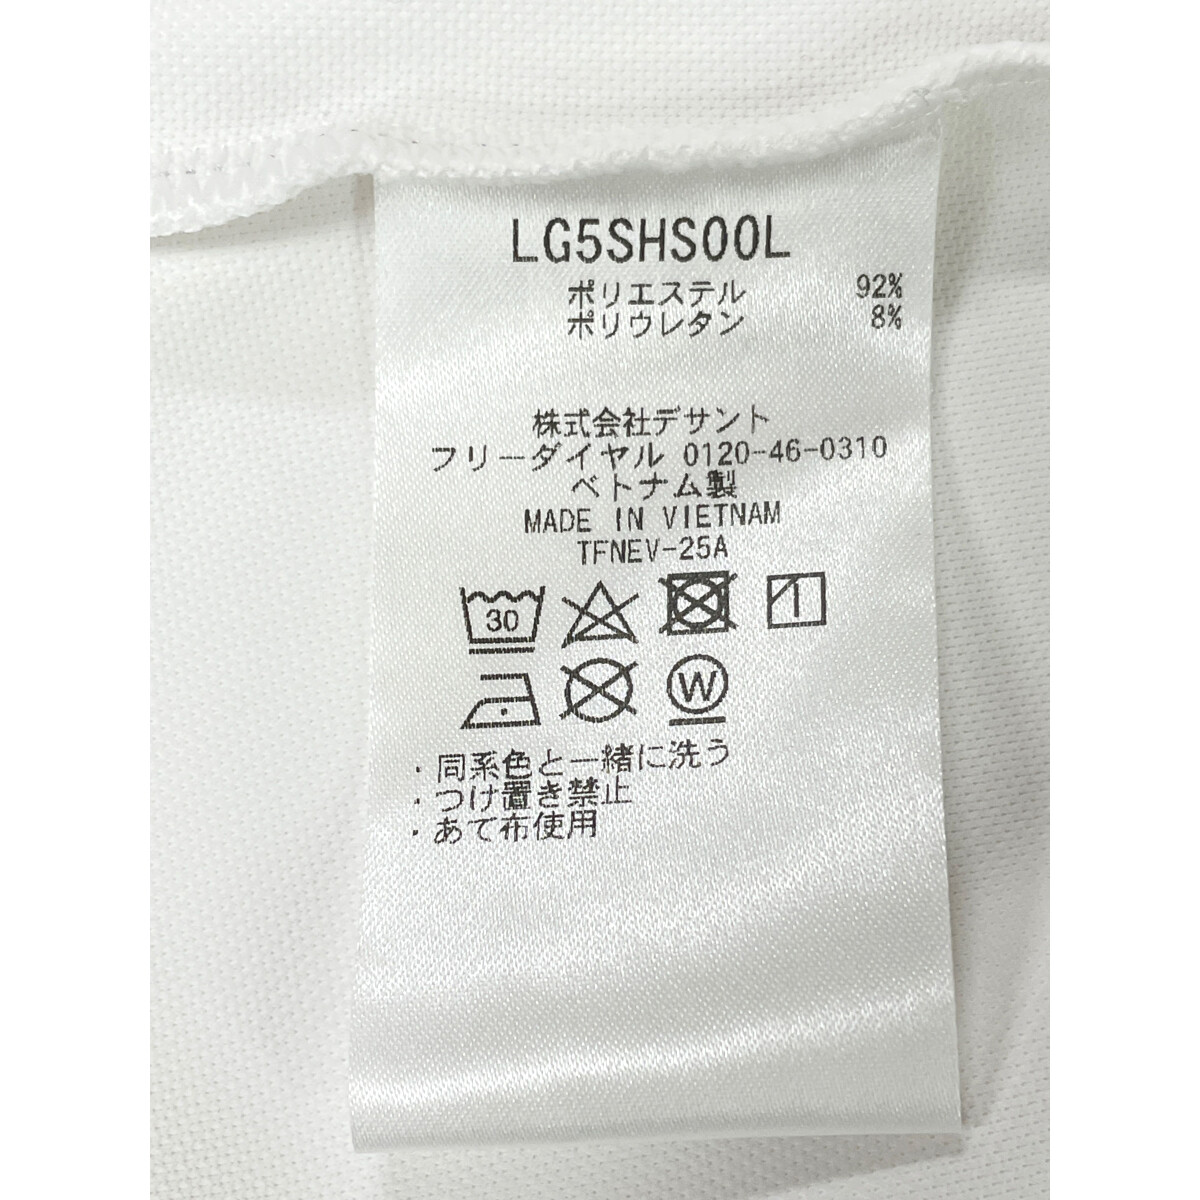 LG5SHS00L
ポリエステル 92%
ポリウレタン 8%
株式会社デサント
フリーダイヤル 0120-46-0310
ベトナム製
MADE IN VIETNAM
TFNEV-25A
30
W
・同系色と一緒に洗う
・つけ置き禁止
・あて布使用